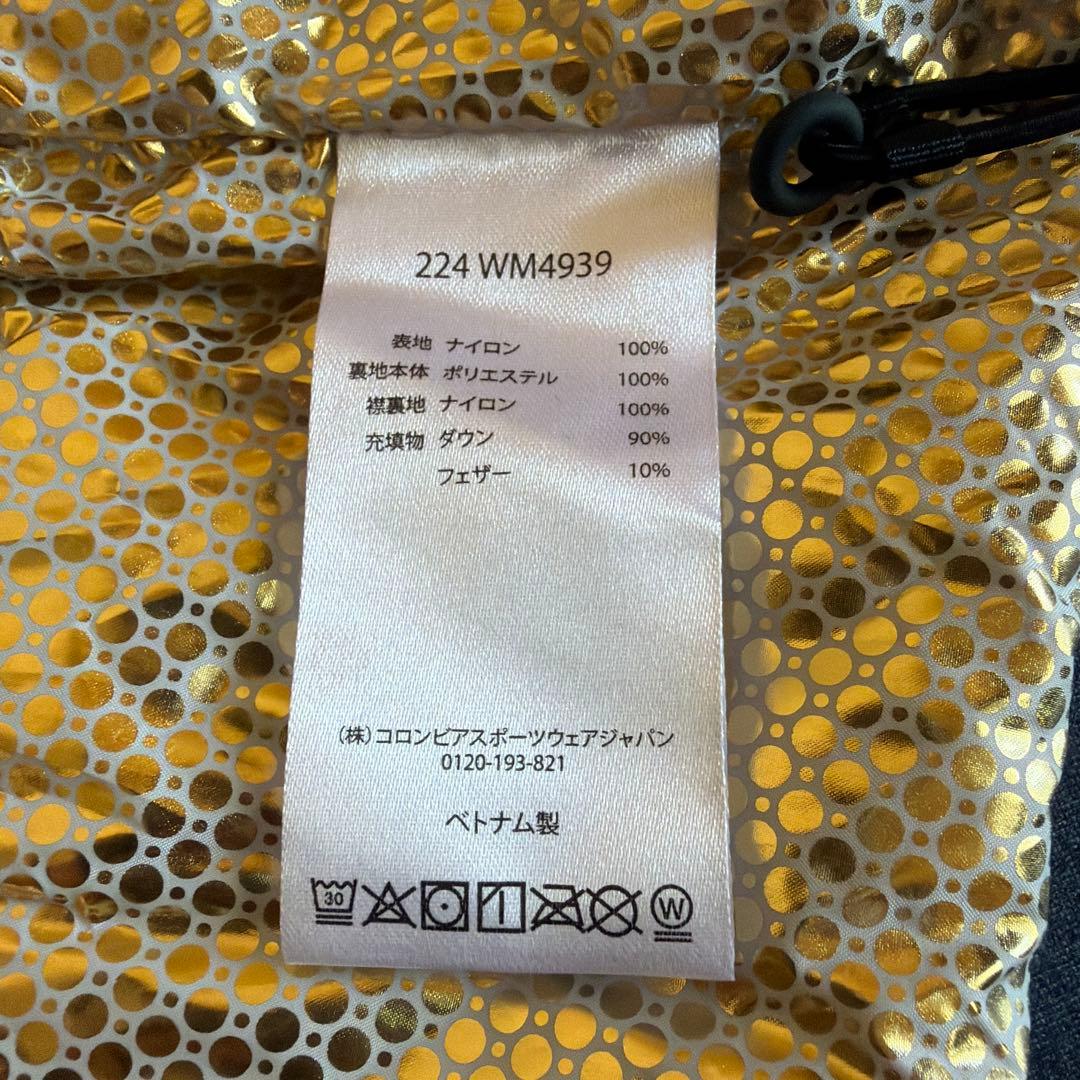 224 WM4939
表地 ナイロン 100%
裏地本体 ポリエステル 100%
襟裏地 ナイロン 100%
充填物 ダウン 90%
フェザー 10%
(株)コロンビアスポーツウェアジャパン
0120-193-821
ベトナム製
30 W